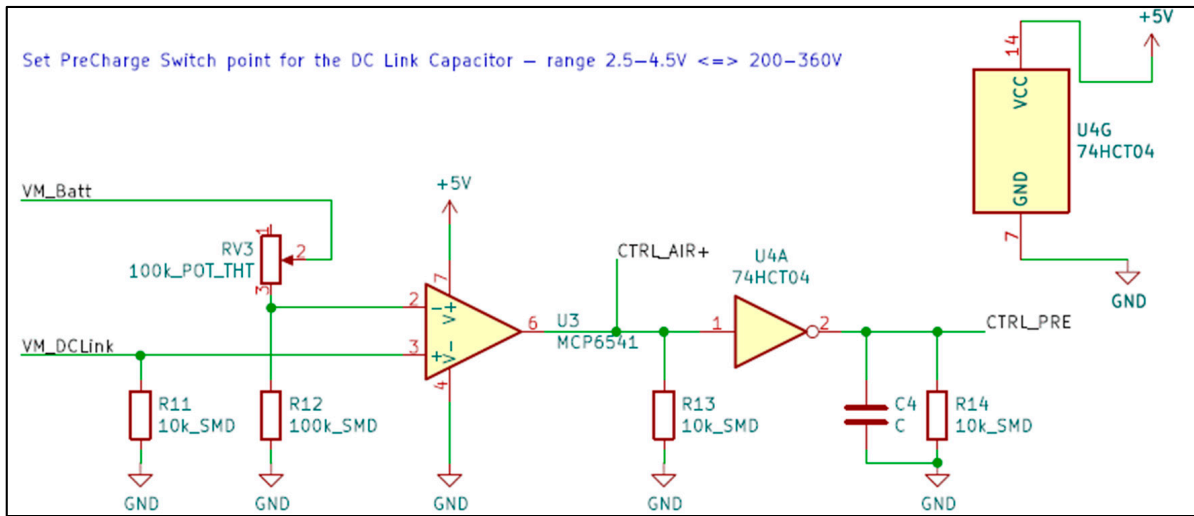 Set PreCharge Switch point for the DC Link Capacitor – range 2.5–4.5V <=> 200–360V
+5V
14
VCC
U4G
74HCT04
GND
7
GND
VM_Batt
RV3
100k_POT_THT
1
2
3
+5V
7
V+
2
–
3
+
V-
4
6
U3
MCP6541
VM_DCLink
CTRL_AIR+
U4A
74HCT04
1
2
CTRL_PRE
R11
10k_SMD
R12
100k_SMD
R13
10k_SMD
C4
C
R14
10k_SMD
GND
GND
GND
GND
GND